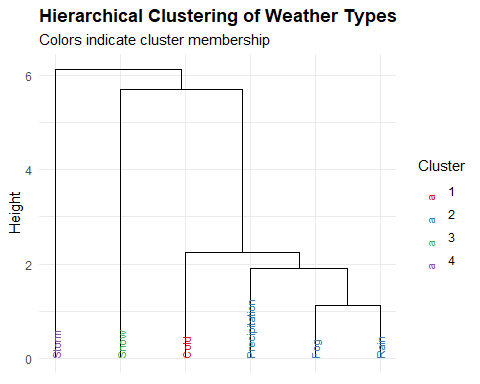 Hierarchical Clustering of Weather Types
Colors indicate cluster membership
6
4
2
0
Height
Storm
Snow
Cold
Precipitation
Fog
Rain
Cluster
a 1
a 2
a 3
a 4